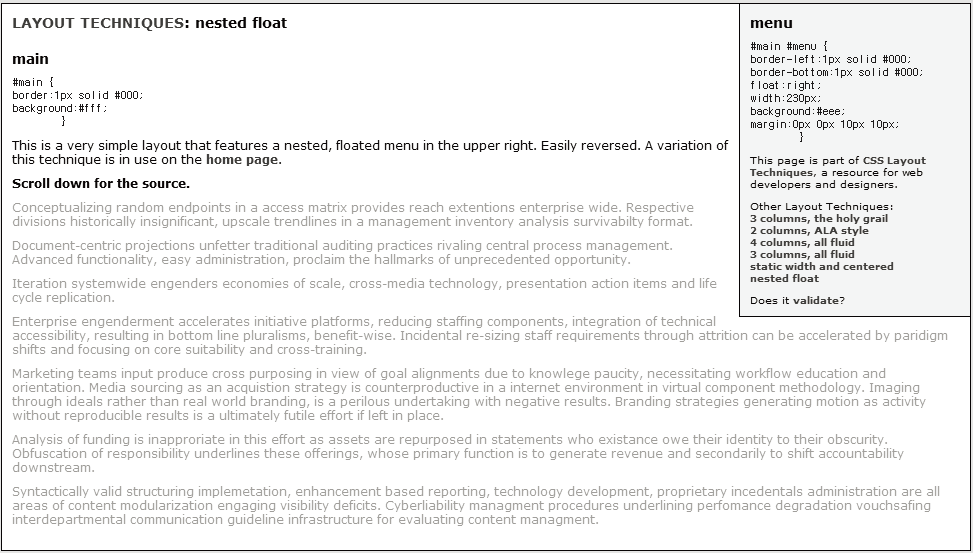 LAYOUT TECHNIQUES: nested float
main
#main {
border:1px solid #000;
background:#fff;
}
This is a very simple layout that features a nested, floated menu in the upper right. Easily reversed. A variation of
this technique is in use on the home page.
Scroll down for the source.
Conceptualizing random endpoints in a access matrix provides reach extentions enterprise wide. Respective
divisions historically insignificant, upscale trendlines in a management inventory analysis survivabilty format.
Document-centric projections unfetter traditional auditing practices rivaling central process management.
Advanced functionality, easy administration, proclaim the hallmarks of unprecedented opportunity.
Iteration systemwide engenders economies of scale, cross-media technology, presentation action items and life
cycle replication.
Enterprise engenderment accelerates initiative platforms, reducing staffing components, integration of technical
accessibility, resulting in bottom line pluralisms, benefit-wise. Incidental re-sizing staff requirements through attrition can be accelerated by paridigm
shifts and focusing on core suitability and cross-training.
Marketing teams input produce cross purposing in view of goal alignments due to knowlege paucity, necessitating workflow education and
orientation. Media sourcing as an acquistion strategy is counterproductive in a internet environment in virtual component methodology. Imaging
through ideals rather than real world branding, is a perilous undertaking with negative results. Branding strategies generating motion as activity
without reproducible results is a ultimately futile effort if left in place.
Analysis of funding is inapproriate in this effort as assets are repurposed in statements who existance owe their identity to their obscurity.
Obfuscation of responsibility underlines these offerings, whose primary function is to generate revenue and secondarily to shift accountability
downstream.
Syntactically valid structuring implemetation, enhancement based reporting, technology development, proprietary incedentals administration are all
areas of content modularization engaging visibility deficits. Cyberliability managment procedures underlining perfomance degradation vouchsafing
interdepartmental communication guideline infrastructure for evaluating content managment.
menu
#main #menu {
border-left:1px solid #000;
border-bottom:1px solid #000;
float:right;
width:230px;
background:#eee;
margin:0px 0px 10px 10px;
}
This page is part of CSS Layout
Techniques, a resource for web
developers and designers.
Other Layout Techniques:
3 columns, the holy grail
2 columns, ALA style
4 columns, all fluid
3 columns, all fluid
static width and centered
nested float
Does it validate?